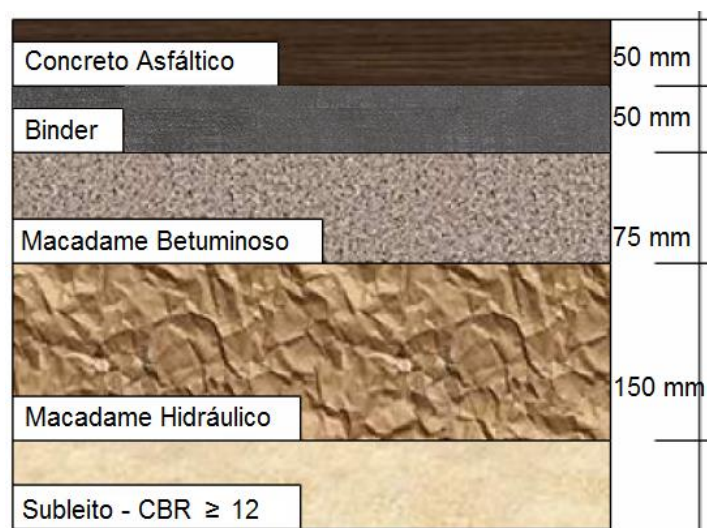 Concreto Asfáltico
50 mm
Binder
50 mm
Macadame Betuminoso
75 mm
Macadame Hidráulico
150 mm
Subleito - CBR ≥ 12